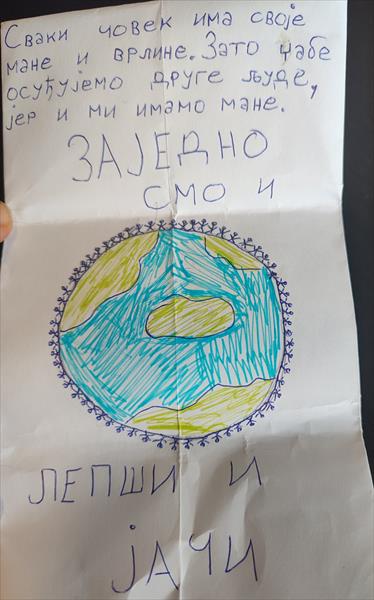 Сваки човек има своје
мане и врлине. Зато џабе
осуђујемо друге људе,
јер и ми имамо мане.
ЗАЈЕДНО
СМО И
ЛЕПШИ И
ЈАЧИ